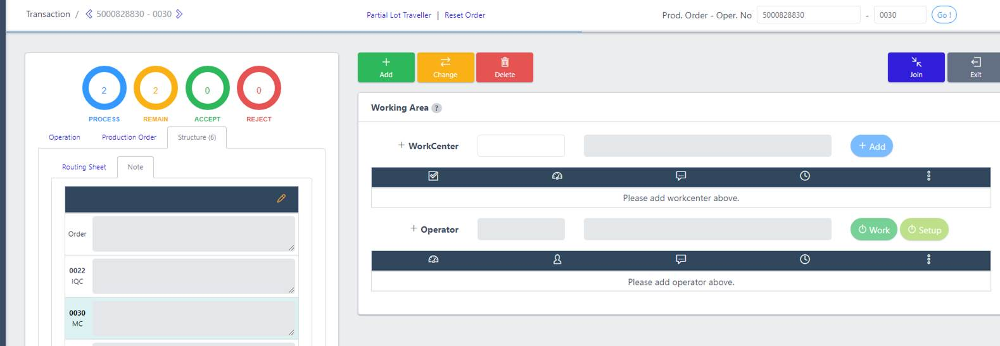 Transaction / 5000828830 - 0030
Partial Lot Traveller | Reset Order
Prod. Order - Oper. No 5000828830 - 0030 Go !
2 2 0 0
PROCESS REMAIN ACCEPT REJECT
Operation Production Order Structure (6)
Routing Sheet Note
Order
0022
IQC
0030
MC
Add Change Delete Join Exit
Working Area ?
+ WorkCenter + Add
Please add workcenter above.
+ Operator Work Setup
Please add operator above.